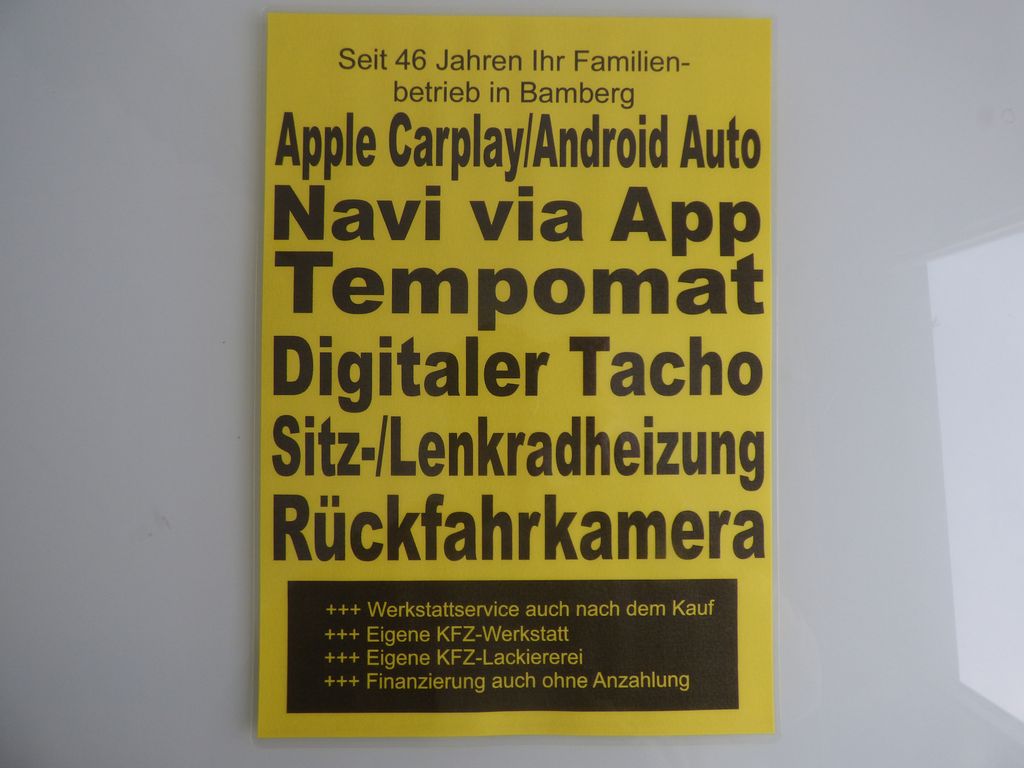 Seit 46 Jahren Ihr Familien-
betrieb in Bamberg
Apple Carplay/Android Auto
Navi via App
Tempomat
Digitaler Tacho
Sitz-/Lenkradheizung
Rückfahrkamera
+++ Werkstattservice auch nach dem Kauf
+++ Eigene KFZ-Werkstatt
+++ Eigene KFZ-Lackiererei
+++ Finanzierung auch ohne Anzahlung